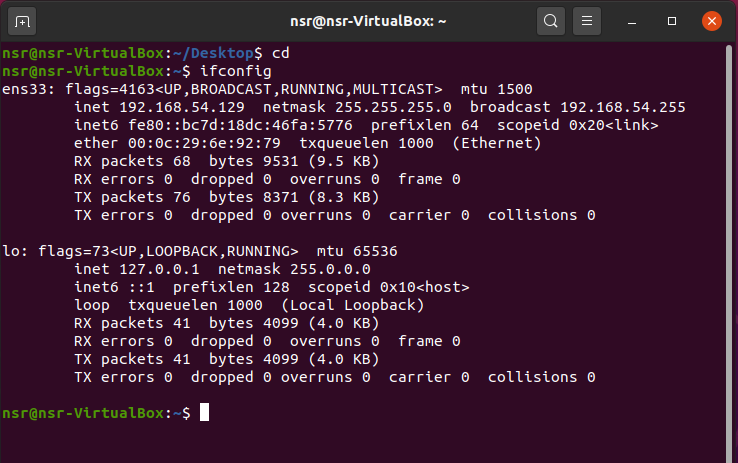 nsr@nsr-VirtualBox: ~
nsr@nsr-VirtualBox:~/Desktop$ cd
nsr@nsr-VirtualBox:~$ ifconfig
ens33: flags=4163<UP,BROADCAST,RUNNING,MULTICAST>  mtu 1500
        inet 192.168.54.129  netmask 255.255.255.0  broadcast 192.168.54.255
        inet6 fe80::bc7d:18dc:46fa:5776  prefixlen 64  scopeid 0x20<link>
        ether 00:0c:29:6e:92:79  txqueuelen 1000  (Ethernet)
        RX packets 68  bytes 9531 (9.5 KB)
        RX errors 0  dropped 0  overruns 0  frame 0
        TX packets 76  bytes 8371 (8.3 KB)
        TX errors 0  dropped 0 overruns 0  carrier 0  collisions 0

lo: flags=73<UP,LOOPBACK,RUNNING>  mtu 65536
        inet 127.0.0.1  netmask 255.0.0.0
        inet6 ::1  prefixlen 128  scopeid 0x10<host>
        loop  txqueuelen 1000  (Local Loopback)
        RX packets 41  bytes 4099 (4.0 KB)
        RX errors 0  dropped 0  overruns 0  frame 0
        TX packets 41  bytes 4099 (4.0 KB)
        TX errors 0  dropped 0 overruns 0  carrier 0  collisions 0

nsr@nsr-VirtualBox:~$